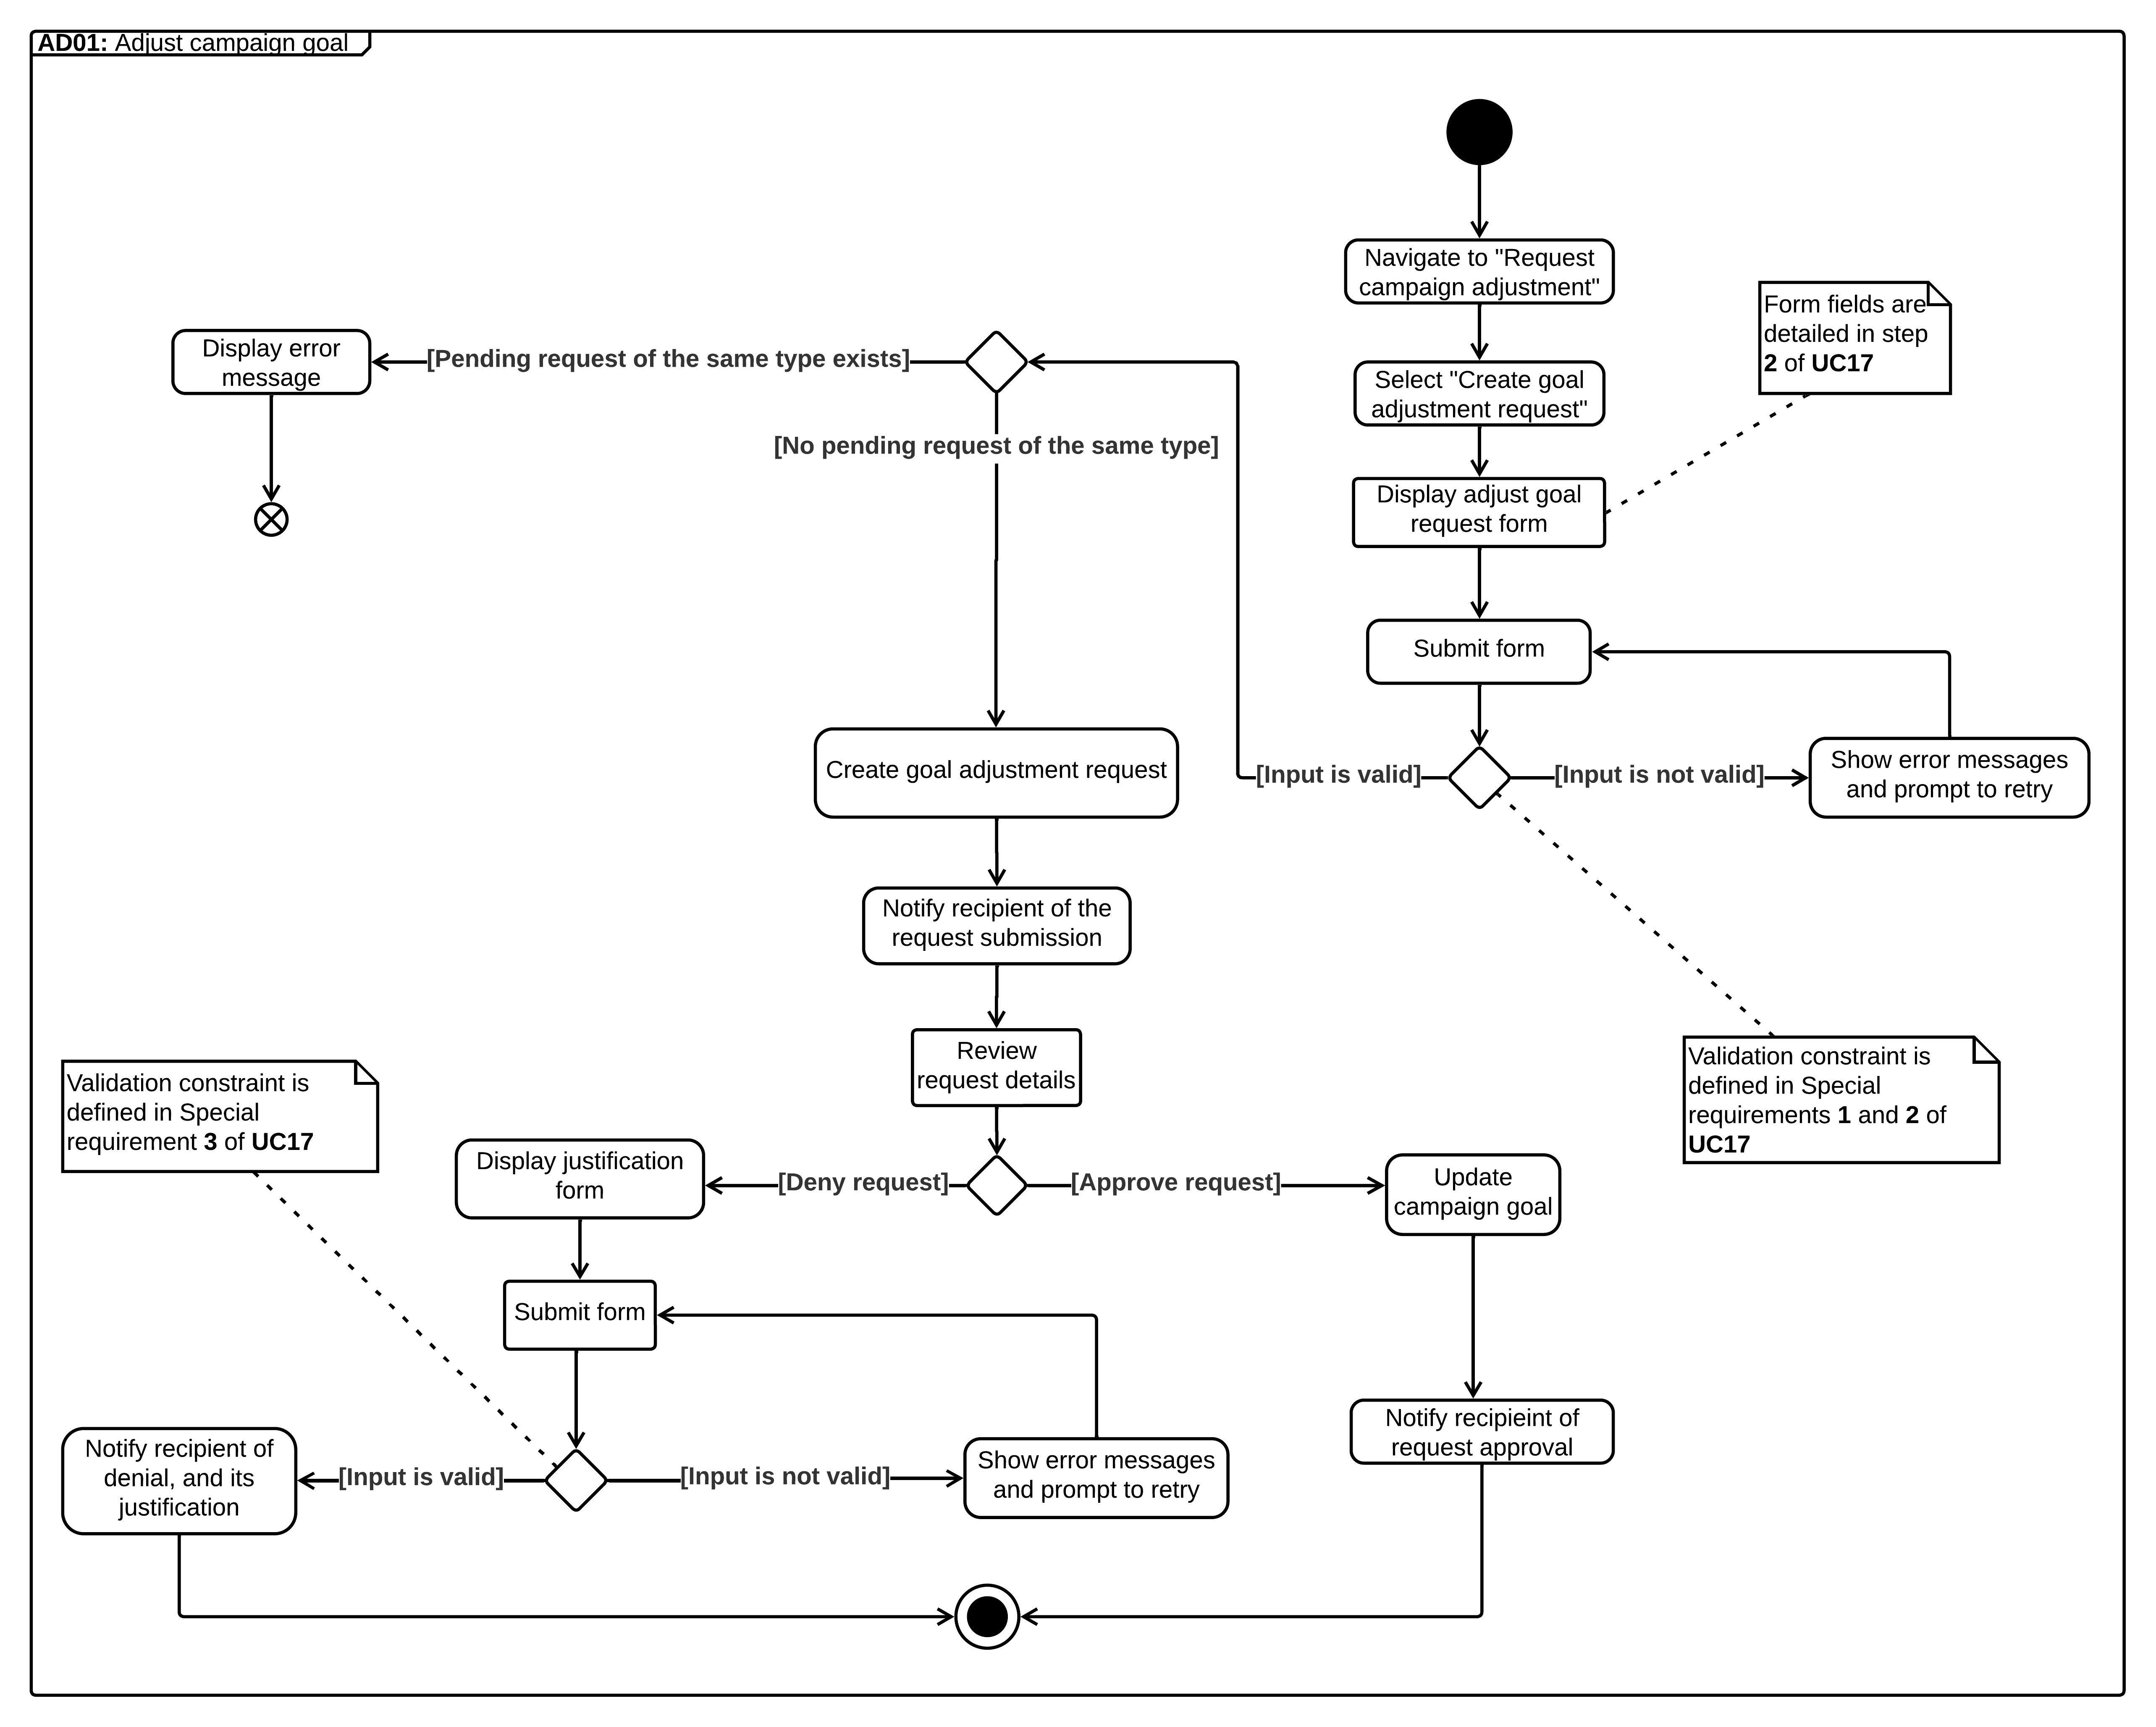 AD01: Adjust campaign goal
Navigate to "Request
campaign adjustment"
Form fields are
detailed in step
2 of UC17
Display error
message
[Pending request of the same type exists]
Select "Create goal
adjustment request"
[No pending request of the same type]
Display adjust goal
request form
Submit form
Create goal adjustment request
[Input is valid]
[Input is not valid]
Show error messages
and prompt to retry
Notify recipient of the
request submission
Review
request details
Validation constraint is
defined in Special
requirement 3 of UC17
Validation constraint is
defined in Special
requirements 1 and 2 of
UC17
Display justification
form
[Deny request]
[Approve request]
Update
campaign goal
Submit form
Notify recipieint of
request approval
Notify recipient of
denial, and its
justification
[Input is valid]
[Input is not valid]
Show error messages
and prompt to retry